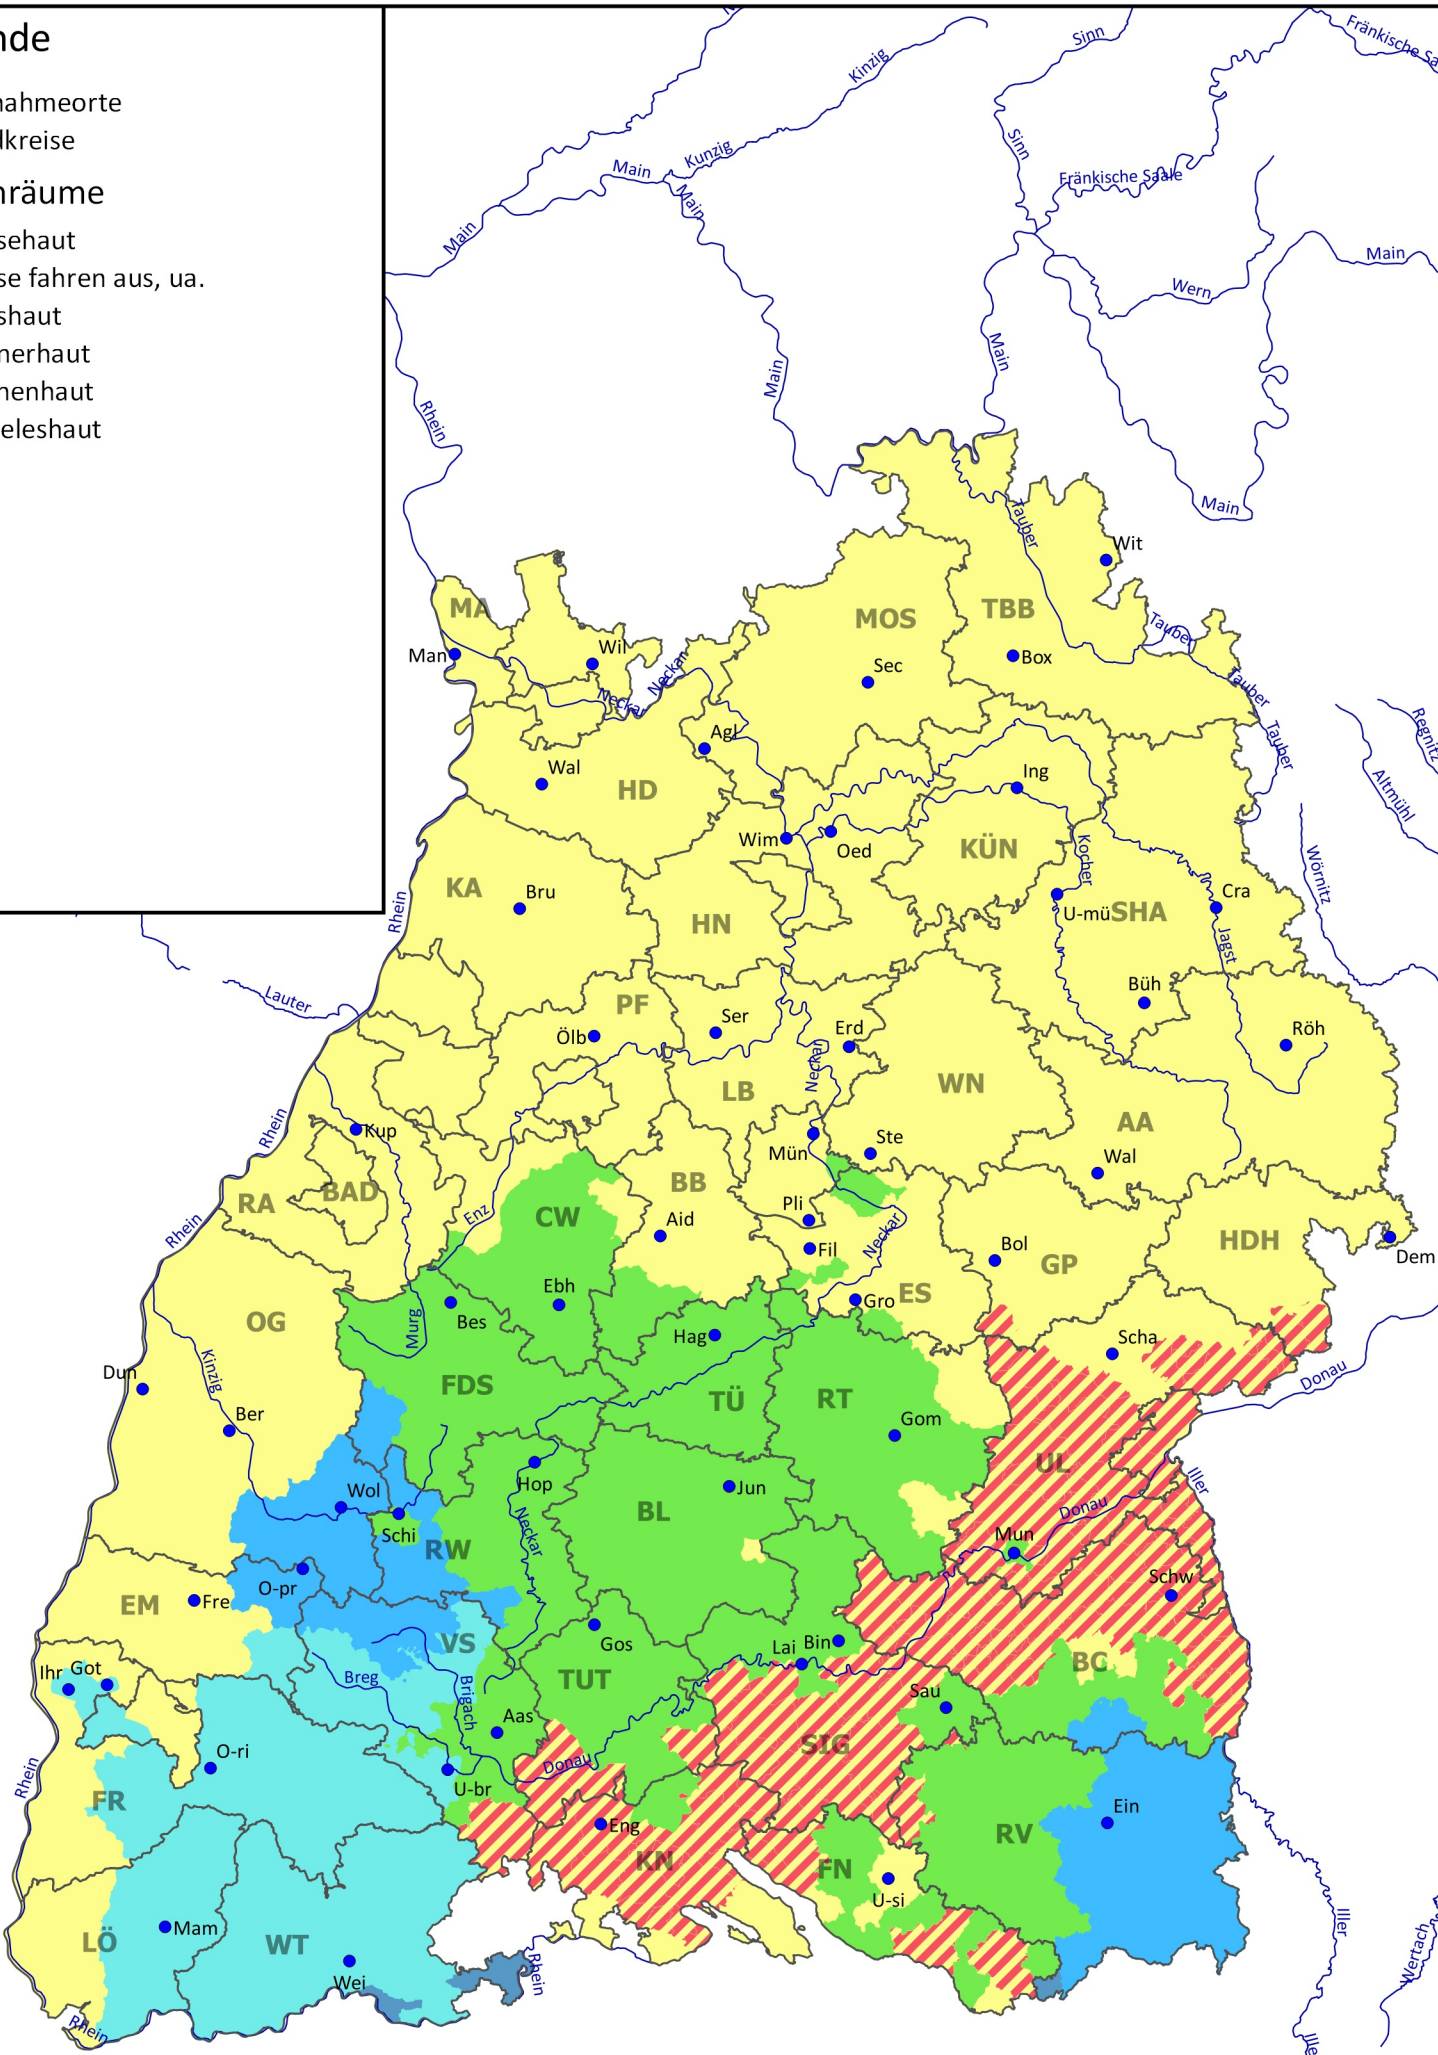 nde
nahmeorte
dkreise
nräume
sehaut
se fahren aus, ua.
shaut
nerhaut
nenhaut
eleshaut
Kinzig
Sinn
Fränkische Sa
Kunzig
Main
Main
Sinn
Fränkische Saale
Main
Main
Wern
Main
Main
Rhein
Main
Tauber
Wit
MA
MOS
TBB
Tauber
Man
Wil
Neckar
Sec
Box
Neckar
Tauber
Agl
Tauber
Regnitz
Wal
HD
Ing
Altmühl
Wim
Oed
KÜN
Kocher
Wörnitz
KA
Bru
Rhein
HN
U-mü
SHA
Cra
Jagst
Lauter
PF
Büh
Ölb
Ser
Erd
Röh
Neckar
LB
WN
Rhein
Kup
AA
Mün
Ste
Wal
RA
BAD
BB
CW
Enz
Aid
Pli
Rhein
Fil
Neckar
Bol
GP
HDH
Dem
OG
Ebh
ES
Bes
Gro
Murg
Hag
Scha
Kinzig
Dun
FDS
TÜ
RT
Donau
Ber
Gom
UL
Wol
Hop
Jun
Iller
Schi
BL
Donau
RW
Neckar
Mun
O-pr
Schw
EM
Fre
VS
Gos
Lai
Bin
Ihr
Got
BC
Breg
TUT
Brigach
Sau
Aas
O-ri
SIG
Donau
U-br
Rhein
FR
Ein
Eng
RV
KN
FN
U-si
Mam
LÖ
WT
Iller
Wei
Rhein
Wertach
Rhein
Ille